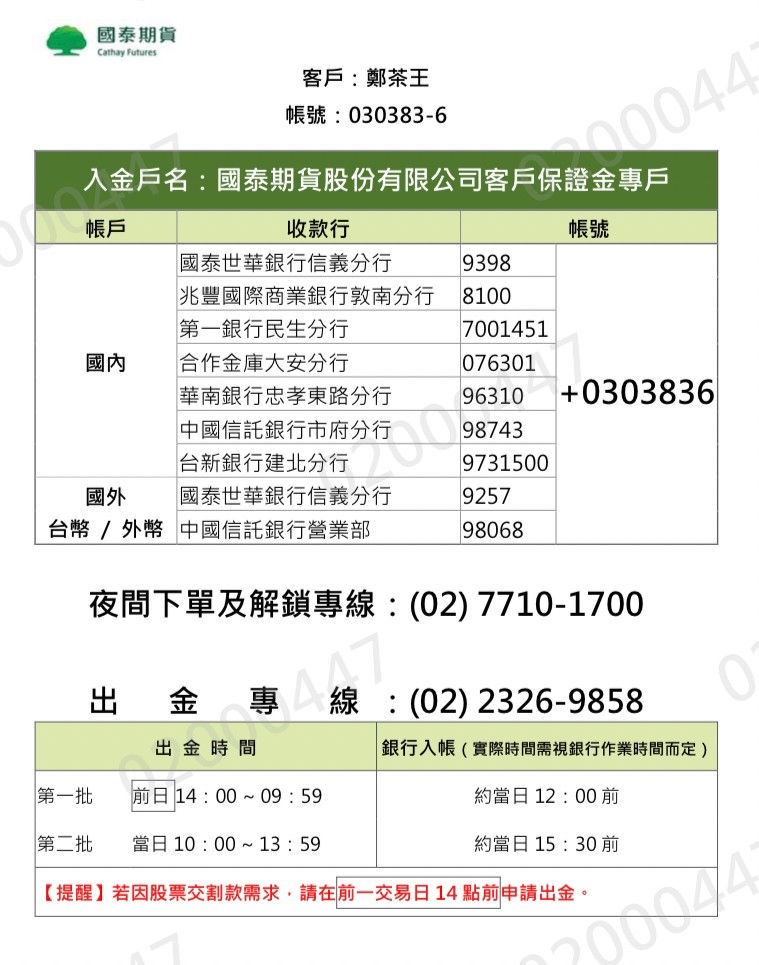 國泰期貨
Cathay Futures
客戶：鄭茶王
帳號：030383-6
入金戶名：國泰期貨股份有限公司客戶保證金專戶
帳戶 收款行 帳號
國泰世華銀行信義分行 9398
兆豐國際商業銀行敦南分行 8100
第一銀行民生分行 7001451
國內 合作金庫大安分行 076301
華南銀行忠孝東路分行 96310 +0303836
中國信託銀行市府分行 98743
台新銀行建北分行 9731500
國外 國泰世華銀行信義分行 9257
台幣 / 外幣 中國信託銀行營業部 98068
夜間下單及解鎖專線：(02) 7710-1700
出金專線：(02) 2326-9858
出金時間 銀行入帳（實際時間需視銀行作業時間而定）
第一批 前日 14：00 ~ 09：59 約當日 12：00 前
第二批 當日 10：00 ~ 13：59 約當日 15：30 前
【提醒】若因股票交割款需求，請在前一交易日 14 點前申請出金。
02000447